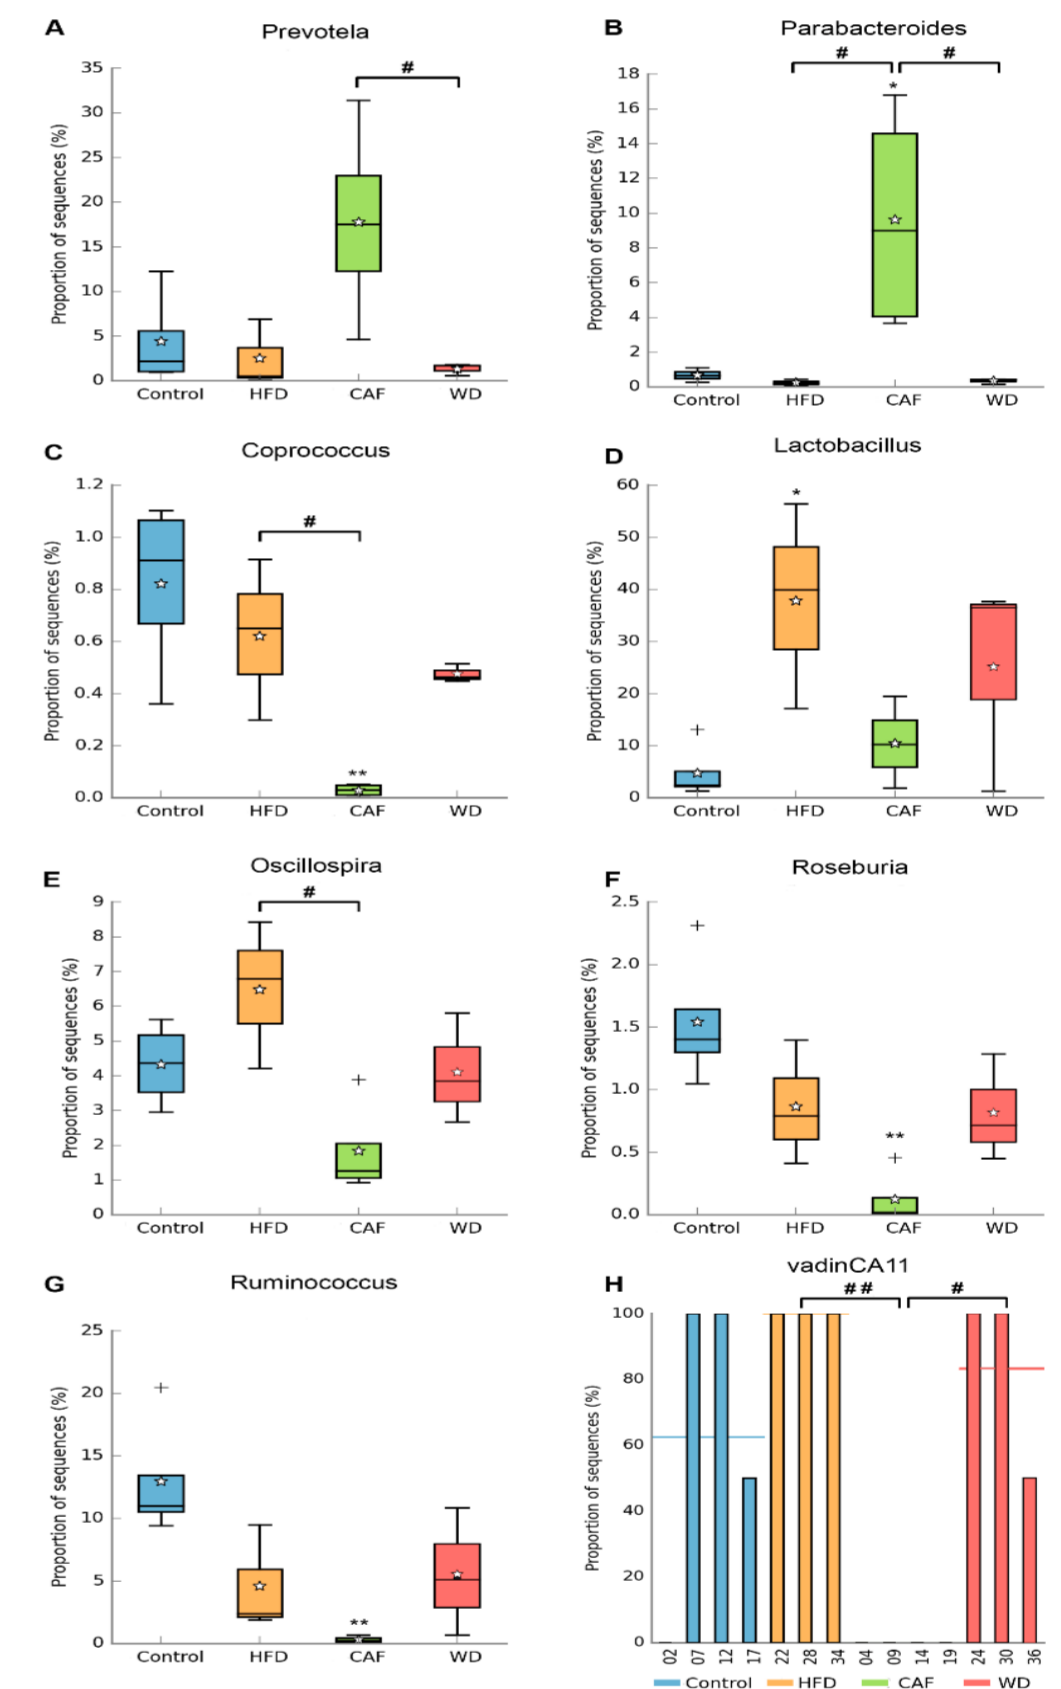 A
Prevotela
#
35
30
25
20
15
10
5
0
Proportion of sequences (%)
Control HFD CAF WD
B
Parabacteroides
# #
*
18
16
14
12
10
8
6
4
2
0
Proportion of sequences (%)
Control HFD CAF WD
C
Coprococcus
#
**
1.2
1.0
0.8
0.6
0.4
0.2
0.0
Proportion of sequences (%)
Control HFD CAF WD
D
Lactobacillus
*
60
50
40
30
20
10
0
Proportion of sequences (%)
Control HFD CAF WD
E
Oscillospira
#
9
8
7
6
5
4
3
2
1
0
Proportion of sequences (%)
Control HFD CAF WD
F
Roseburia
**
2.5
2.0
1.5
1.0
0.5
0.0
Proportion of sequences (%)
Control HFD CAF WD
G
Ruminococcus
**
25
20
15
10
5
0
Proportion of sequences (%)
Control HFD CAF WD
H
vadinCA11
## #
100
80
60
40
20
0
Proportion of sequences (%)
02 07 12 17 22 28 34 04 09 14 19 24 30 36
Control HFD CAF WD